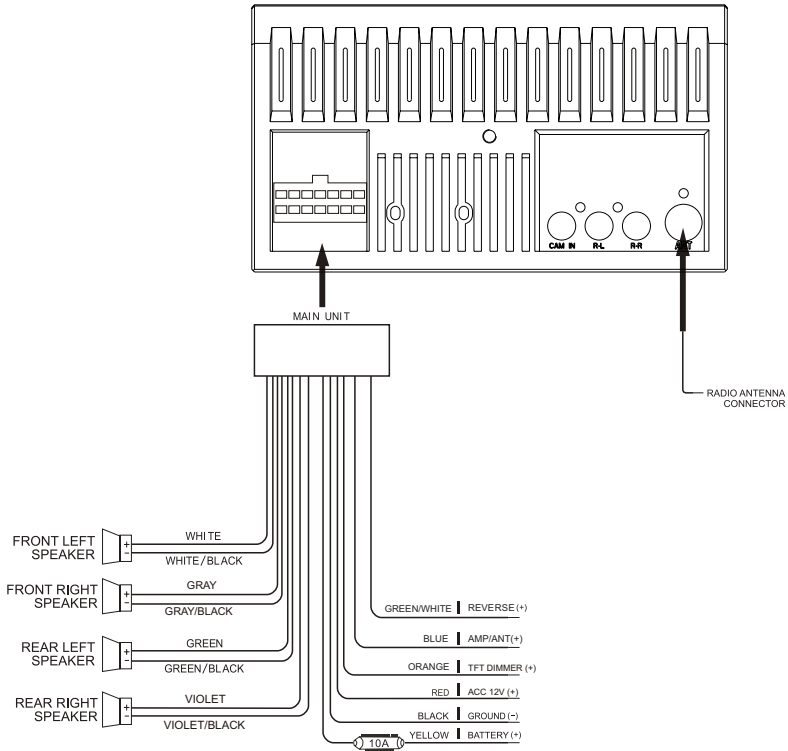 CAM IN R-L R-R ANT
MAIN UNIT
RADIO ANTENNA
CONNECTOR
FRONT LEFT
SPEAKER
+
-
WHITE
WHITE/BLACK
FRONT RIGHT
SPEAKER
+
-
GRAY
GRAY/BLACK
REAR LEFT
SPEAKER
+
-
GREEN
GREEN/BLACK
REAR RIGHT
SPEAKER
+
-
VIOLET
VIOLET/BLACK
GREEN/WHITE REVERSE (+)
BLUE AMP/ANT(+)
ORANGE TFT DIMMER (+)
RED ACC 12V (+)
BLACK GROUND (-)
YELLOW BATTERY (+)
10A